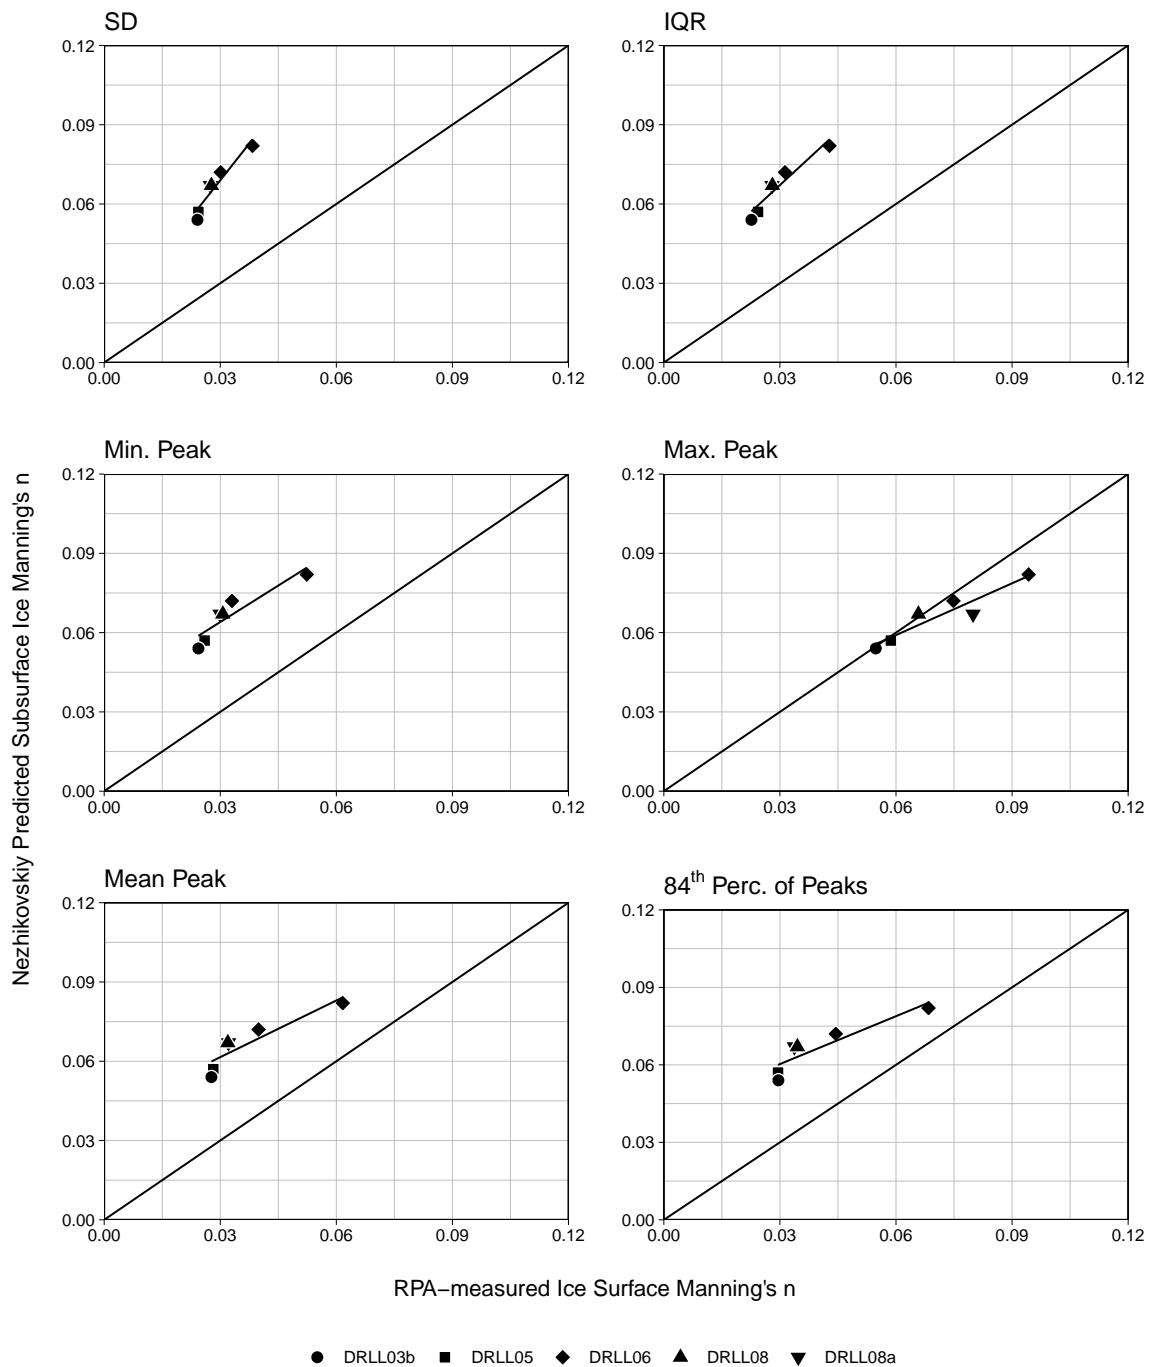 SD
IQR
0.12
0.09
0.06
0.03
0.00
0.00 0.03 0.06 0.09 0.12
0.12
0.09
0.06
0.03
0.00
0.00 0.03 0.06 0.09 0.12
Min. Peak
Max. Peak
0.12
0.09
0.06
0.03
0.00
0.00 0.03 0.06 0.09 0.12
0.12
0.09
0.06
0.03
0.00
0.00 0.03 0.06 0.09 0.12
Mean Peak
84th Perc. of Peaks
0.12
0.09
0.06
0.03
0.00
0.00 0.03 0.06 0.09 0.12
0.12
0.09
0.06
0.03
0.00
0.00 0.03 0.06 0.09 0.12
Nezhikovskiy Predicted Subsurface Ice Manning's n
RPA−measured Ice Surface Manning's n
DRLL03b DRLL05 DRLL06 DRLL08 DRLL08a